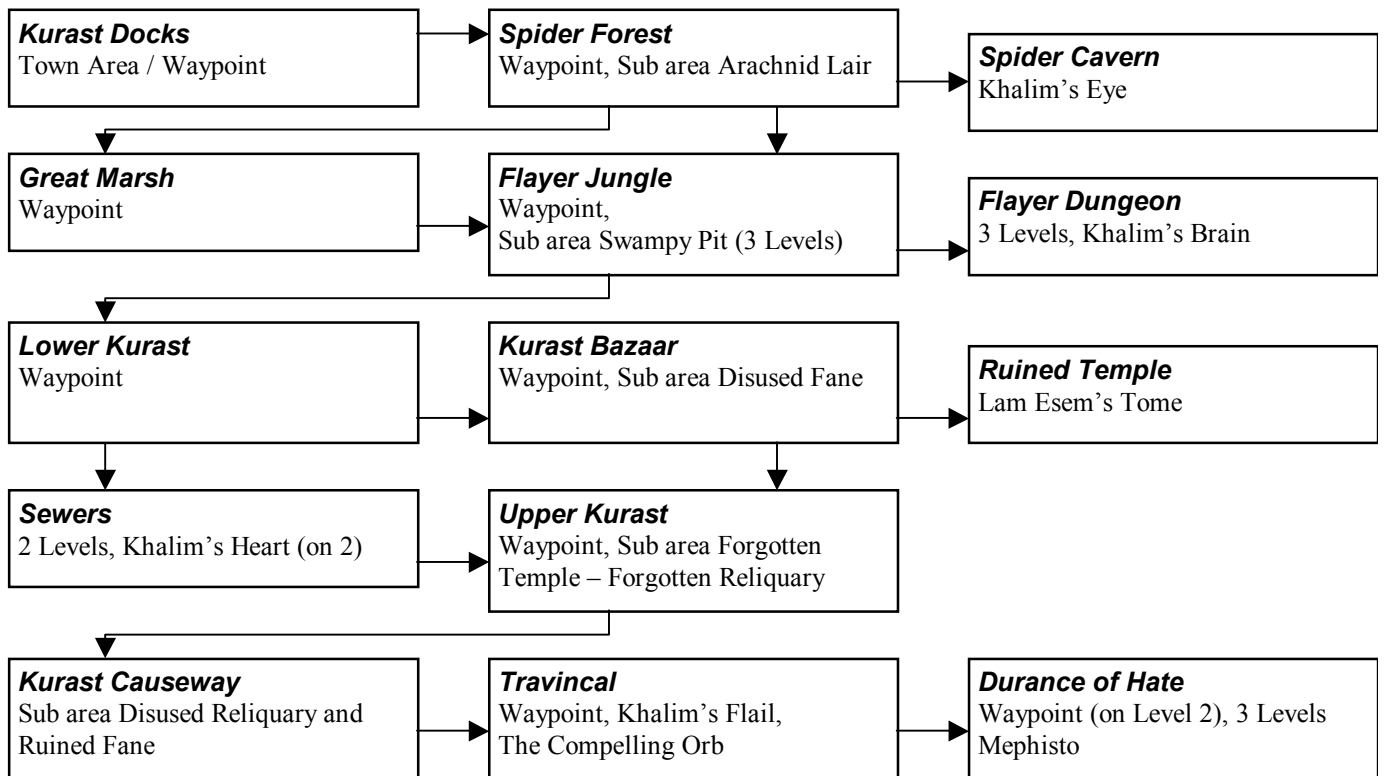 Kurast Docks
Town Area / Waypoint
Spider Forest
Waypoint, Sub area Arachnid Lair
Spider Cavern
Khalim’s Eye
Great Marsh
Waypoint
Flayer Jungle
Waypoint,
Sub area Swampy Pit (3 Levels)
Flayer Dungeon
3 Levels, Khalim’s Brain
Lower Kurast
Waypoint
Kurast Bazaar
Waypoint, Sub area Disused Fane
Ruined Temple
Lam Esem’s Tome
Sewers
2 Levels, Khalim’s Heart (on 2)
Upper Kurast
Waypoint, Sub area Forgotten
Temple – Forgotten Reliquary
Kurast Causeway
Sub area Disused Reliquary and
Ruined Fane
Travincal
Waypoint, Khalim’s Flail,
The Compelling Orb
Durance of Hate
Waypoint (on Level 2), 3 Levels
Mephisto